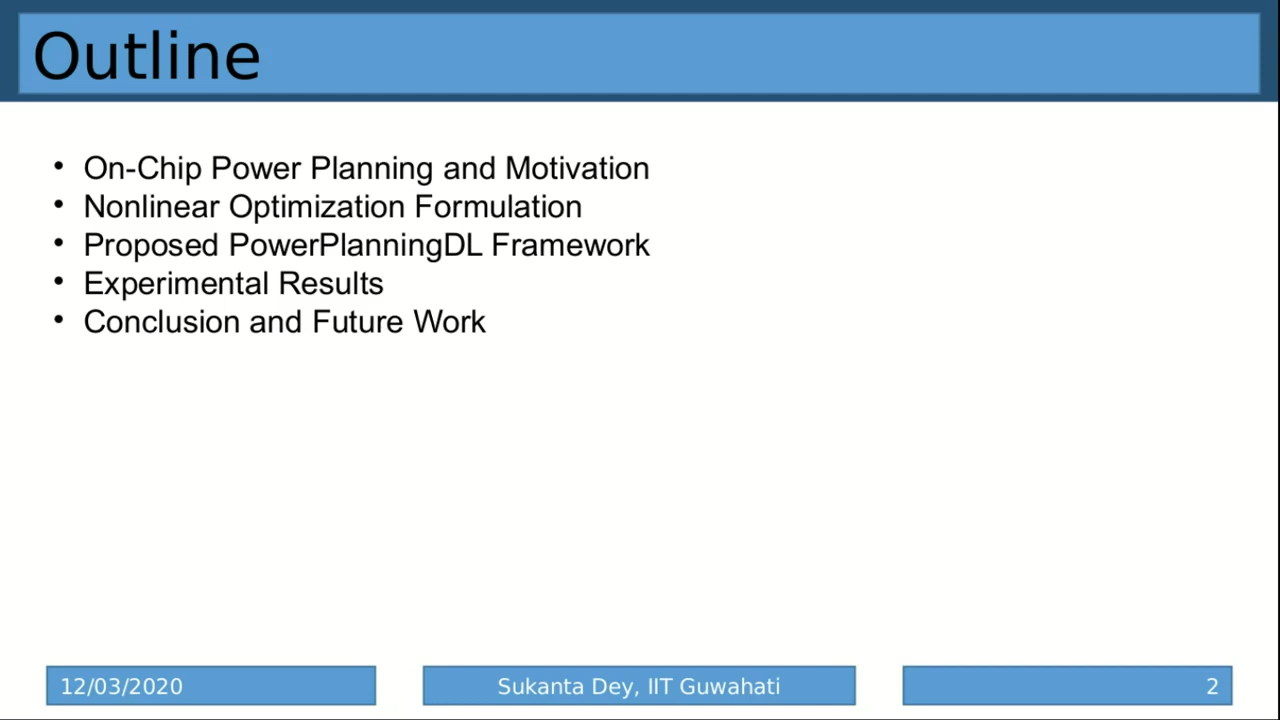 Outline
• On-Chip Power Planning and Motivation
• Nonlinear Optimization Formulation
• Proposed PowerPlanningDL Framework
• Experimental Results
• Conclusion and Future Work
12/03/2020
Sukanta Dey, IIT Guwahati
2